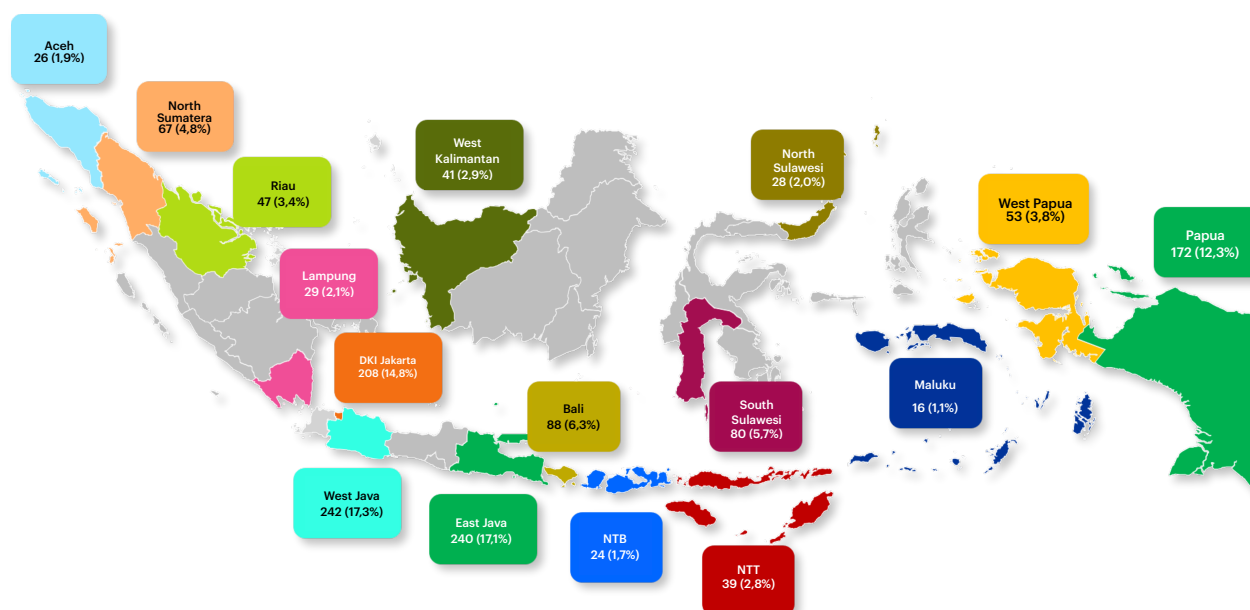 Aceh
26 (1,9%)
North
Sumatera
67 (4,8%)
Riau
47 (3,4%)
Lampung
29 (2,1%)
DKI Jakarta
208 (14,8%)
West
Kalimantan
41 (2,9%)
North
Sulawesi
28 (2,0%)
West Papua
53 (3,8%)
Papua
172 (12,3%)
Maluku
16 (1,1%)
South
Sulawesi
80 (5,7%)
Bali
88 (6,3%)
West Java
242 (17,3%)
East Java
240 (17,1%)
NTB
24 (1,7%)
NTT
39 (2,8%)